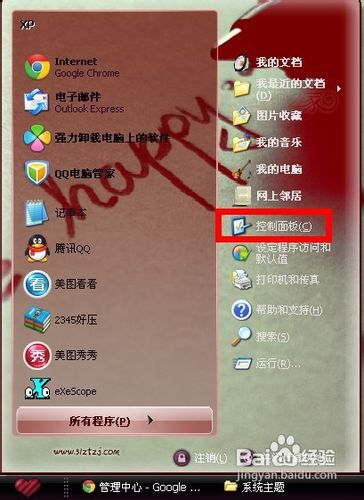 XP
Internet
Google Chrome
电子邮件
Outlook Express
强力卸载电脑上的软件
QQ电脑管家
记事本
腾讯QQ
美图看看
2345好压
美图秀秀
eXeScope
所有程序(P)
我的文档
我最近的文档
(D)
图片收藏
我的音乐
我的电脑
网上邻居
控制面板(C)
设定程序访问和
默认值
打印机和传真
帮助和支持(H)
搜索(S)
运行(R)...
happy
www.31ztzj.com
注销(L)
Baidu 经验
jingyan.baidu.com
管理中心 - Google ...
系统主题